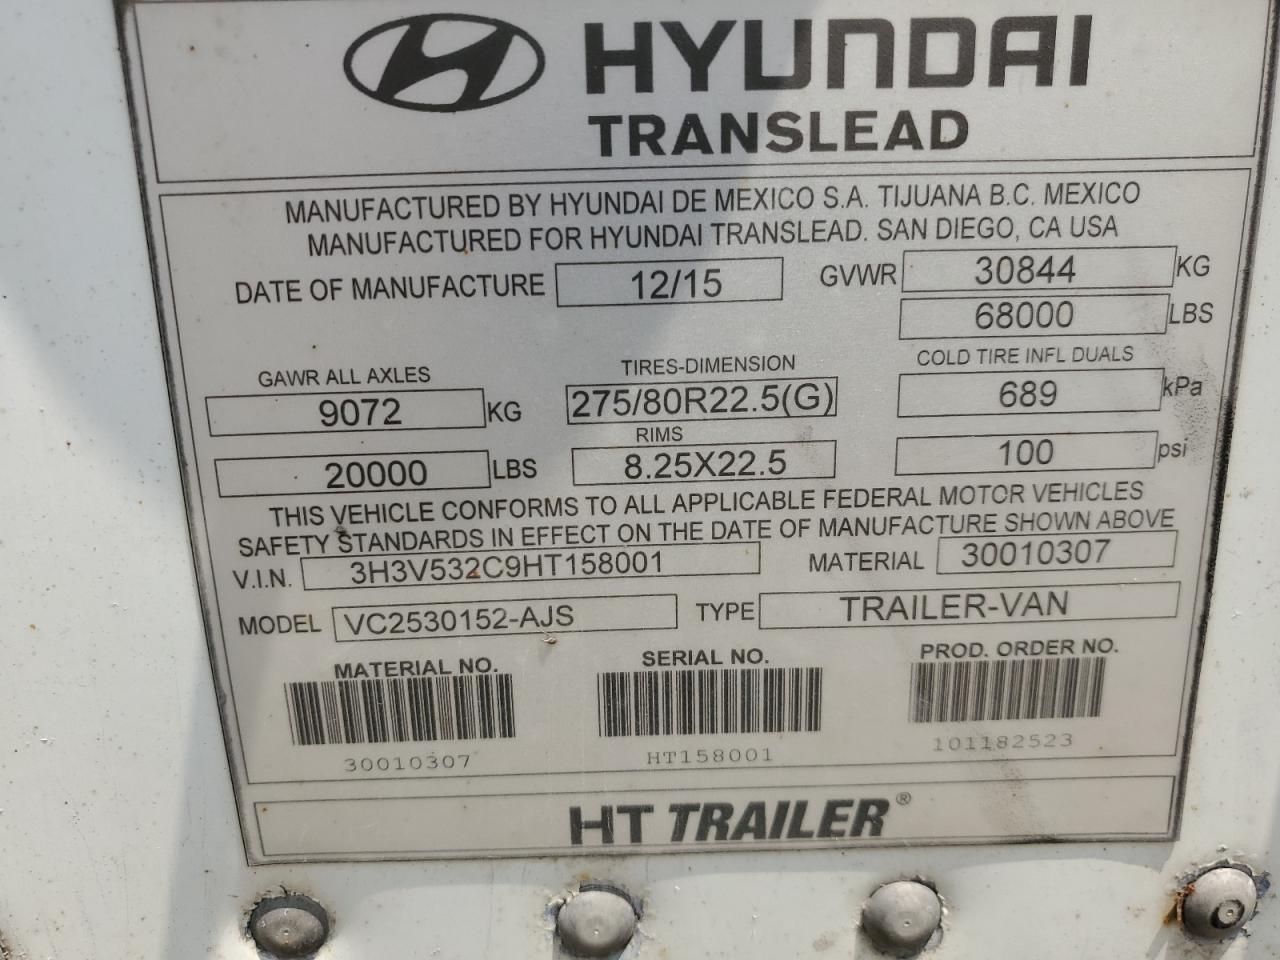 HYUNDAI
TRANSLEAD
MANUFACTURED BY HYUNDAI DE MEXICO S.A. TIJUANA B.C. MEXICO
MANUFACTURED FOR HYUNDAI TRANSLEAD. SAN DIEGO, CA USA
DATE OF MANUFACTURE 12/15 GVWR 30844 KG
68000 LBS
GAWR ALL AXLES TIRES-DIMENSION COLD TIRE INFL DUALS
9072 KG 275/80R22.5(G) 689 kPa
RIMS
20000 LBS 8.25X22.5 100 psi
THIS VEHICLE CONFORMS TO ALL APPLICABLE FEDERAL MOTOR VEHICLES
SAFETY STANDARDS IN EFFECT ON THE DATE OF MANUFACTURE SHOWN ABOVE
V.I.N. 3H3V532C9HT158001 MATERIAL 30010307
MODEL VC2530152-AJS TYPE TRAILER-VAN
MATERIAL NO. SERIAL NO. PROD. ORDER NO.
30010307 HT158001 101182523
HT TRAILER®